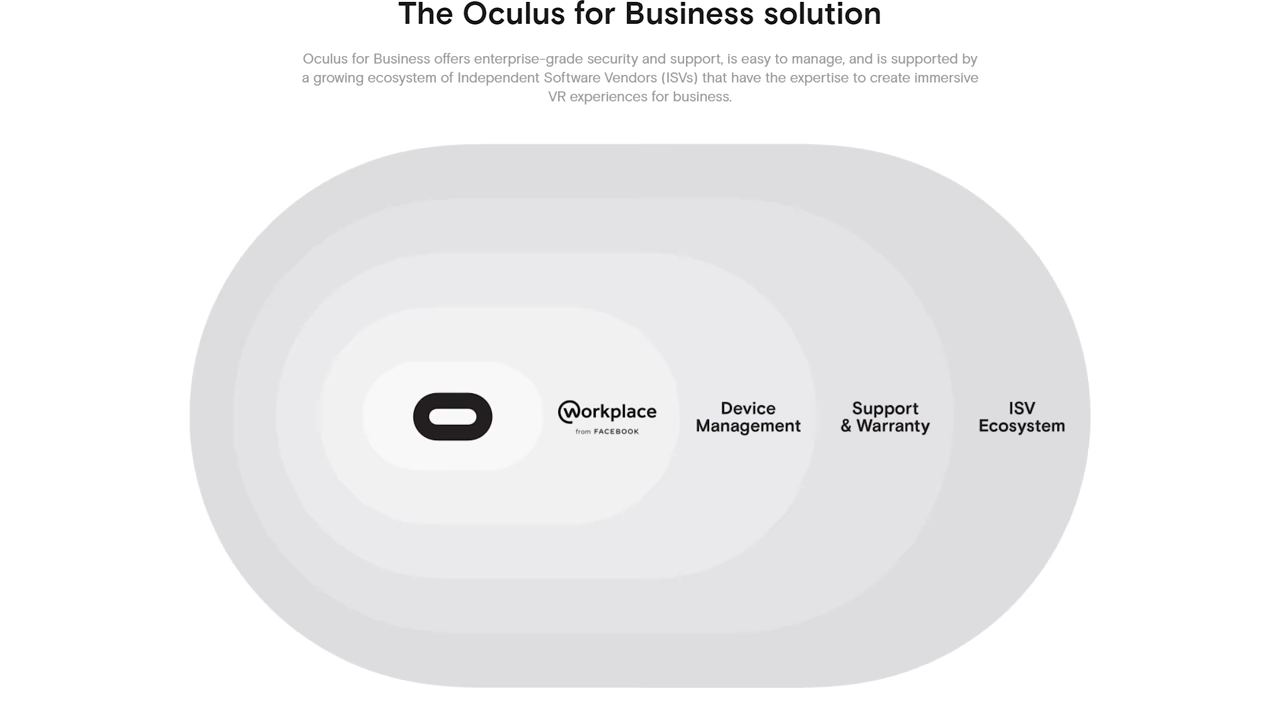 The Oculus for Business solution
Oculus for Business offers enterprise-grade security and support, is easy to manage, and is supported by
a growing ecosystem of Independent Software Vendors (ISVs) that have the expertise to create immersive
VR experiences for business.
Workplace
from FACEBOOK
Device
Management
Support
& Warranty
ISV
Ecosystem